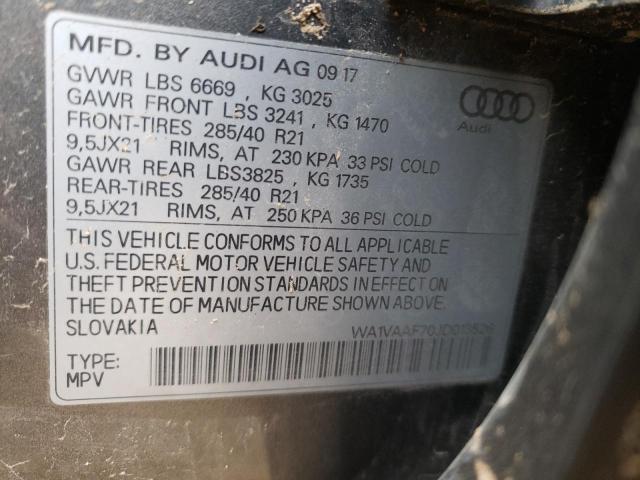 MFD. BY AUDI AG 09 17
GVWR LBS 6669 , KG 3025
GAWR FRONT LBS 3241 , KG 1470
FRONT-TIRES 285/40 R21
9,5JX21 RIMS, AT 230 KPA 33 PSI COLD
GAWR REAR LBS3825 , KG 1735
REAR-TIRES 285/40 R21
9,5JX21 RIMS, AT 250 KPA 36 PSI COLD
Audi
THIS VEHICLE CONFORMS TO ALL APPLICABLE
U.S. FEDERAL MOTOR VEHICLE SAFETY AND
THEFT PREVENTION STANDARDS IN EFFECT ON
THE DATE OF MANUFACTURE SHOWN ABOVE
SLOVAKIA
TYPE:
MPV